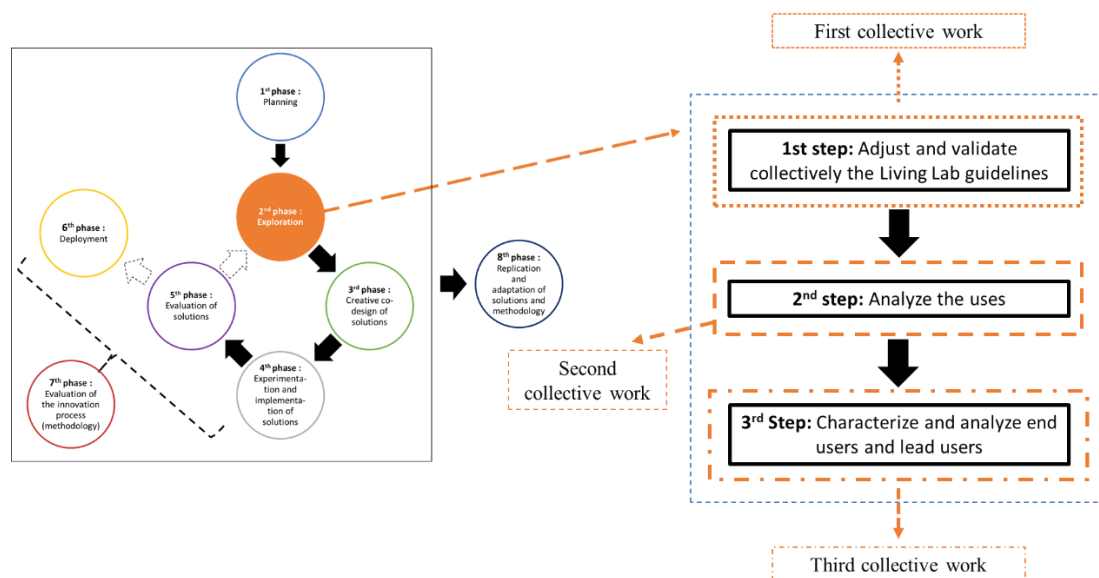 1st phase :
Planning
2nd phase :
Exploration
3rd phase :
Creative co-
design of
solutions
4th phase :
Experimenta-
tion and
implementa-
tion of
solutions
5th phase :
Evaluation of
solutions
6th phase :
Deployment
7th phase :
Evaluation of
the innovation
process
(methodology)
8th phase :
Replication
and
adaptation of
solutions and
methodology
First collective work
1st step: Adjust and validate
collectively the Living Lab guidelines
2nd step: Analyze the uses
Second
collective work
3rd Step: Characterize and analyze end
users and lead users
Third collective work